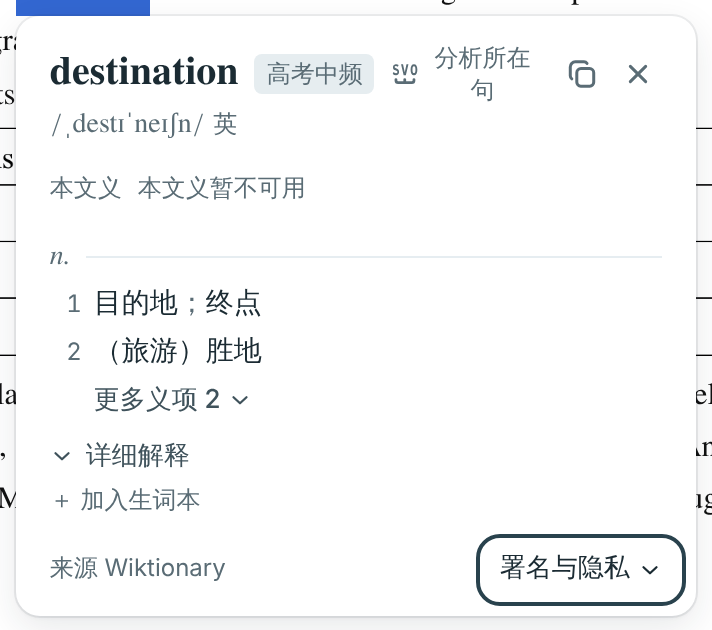 destination 高考中频 SVO 分析所在句
/ˌdestɪˈneɪʃn/ 英
本文义 本文义暂不可用
n.
1 目的地；终点
2 （旅游）胜地
更多义项 2
详细解释
+ 加入生词本
来源 Wiktionary 署名与隐私